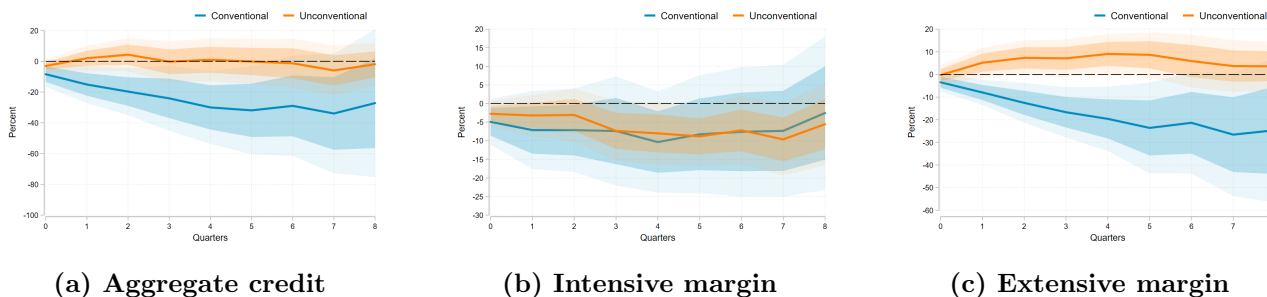 Conventional Unconventional
20
0
-20
-40
-60
-80
-100
Percent
0 1 2 3 4 5 6 7 8
Quarters
(a) Aggregate credit
Conventional Unconventional
20
15
10
5
0
-5
-10
-15
-20
-25
-30
Percent
0 1 2 3 4 5 6 7 8
Quarters
(b) Intensive margin
Conventional Unconventional
20
10
0
-10
-20
-30
-40
-50
-60
Percent
0 1 2 3 4 5 6 7
Quarters
(c) Extensive margin